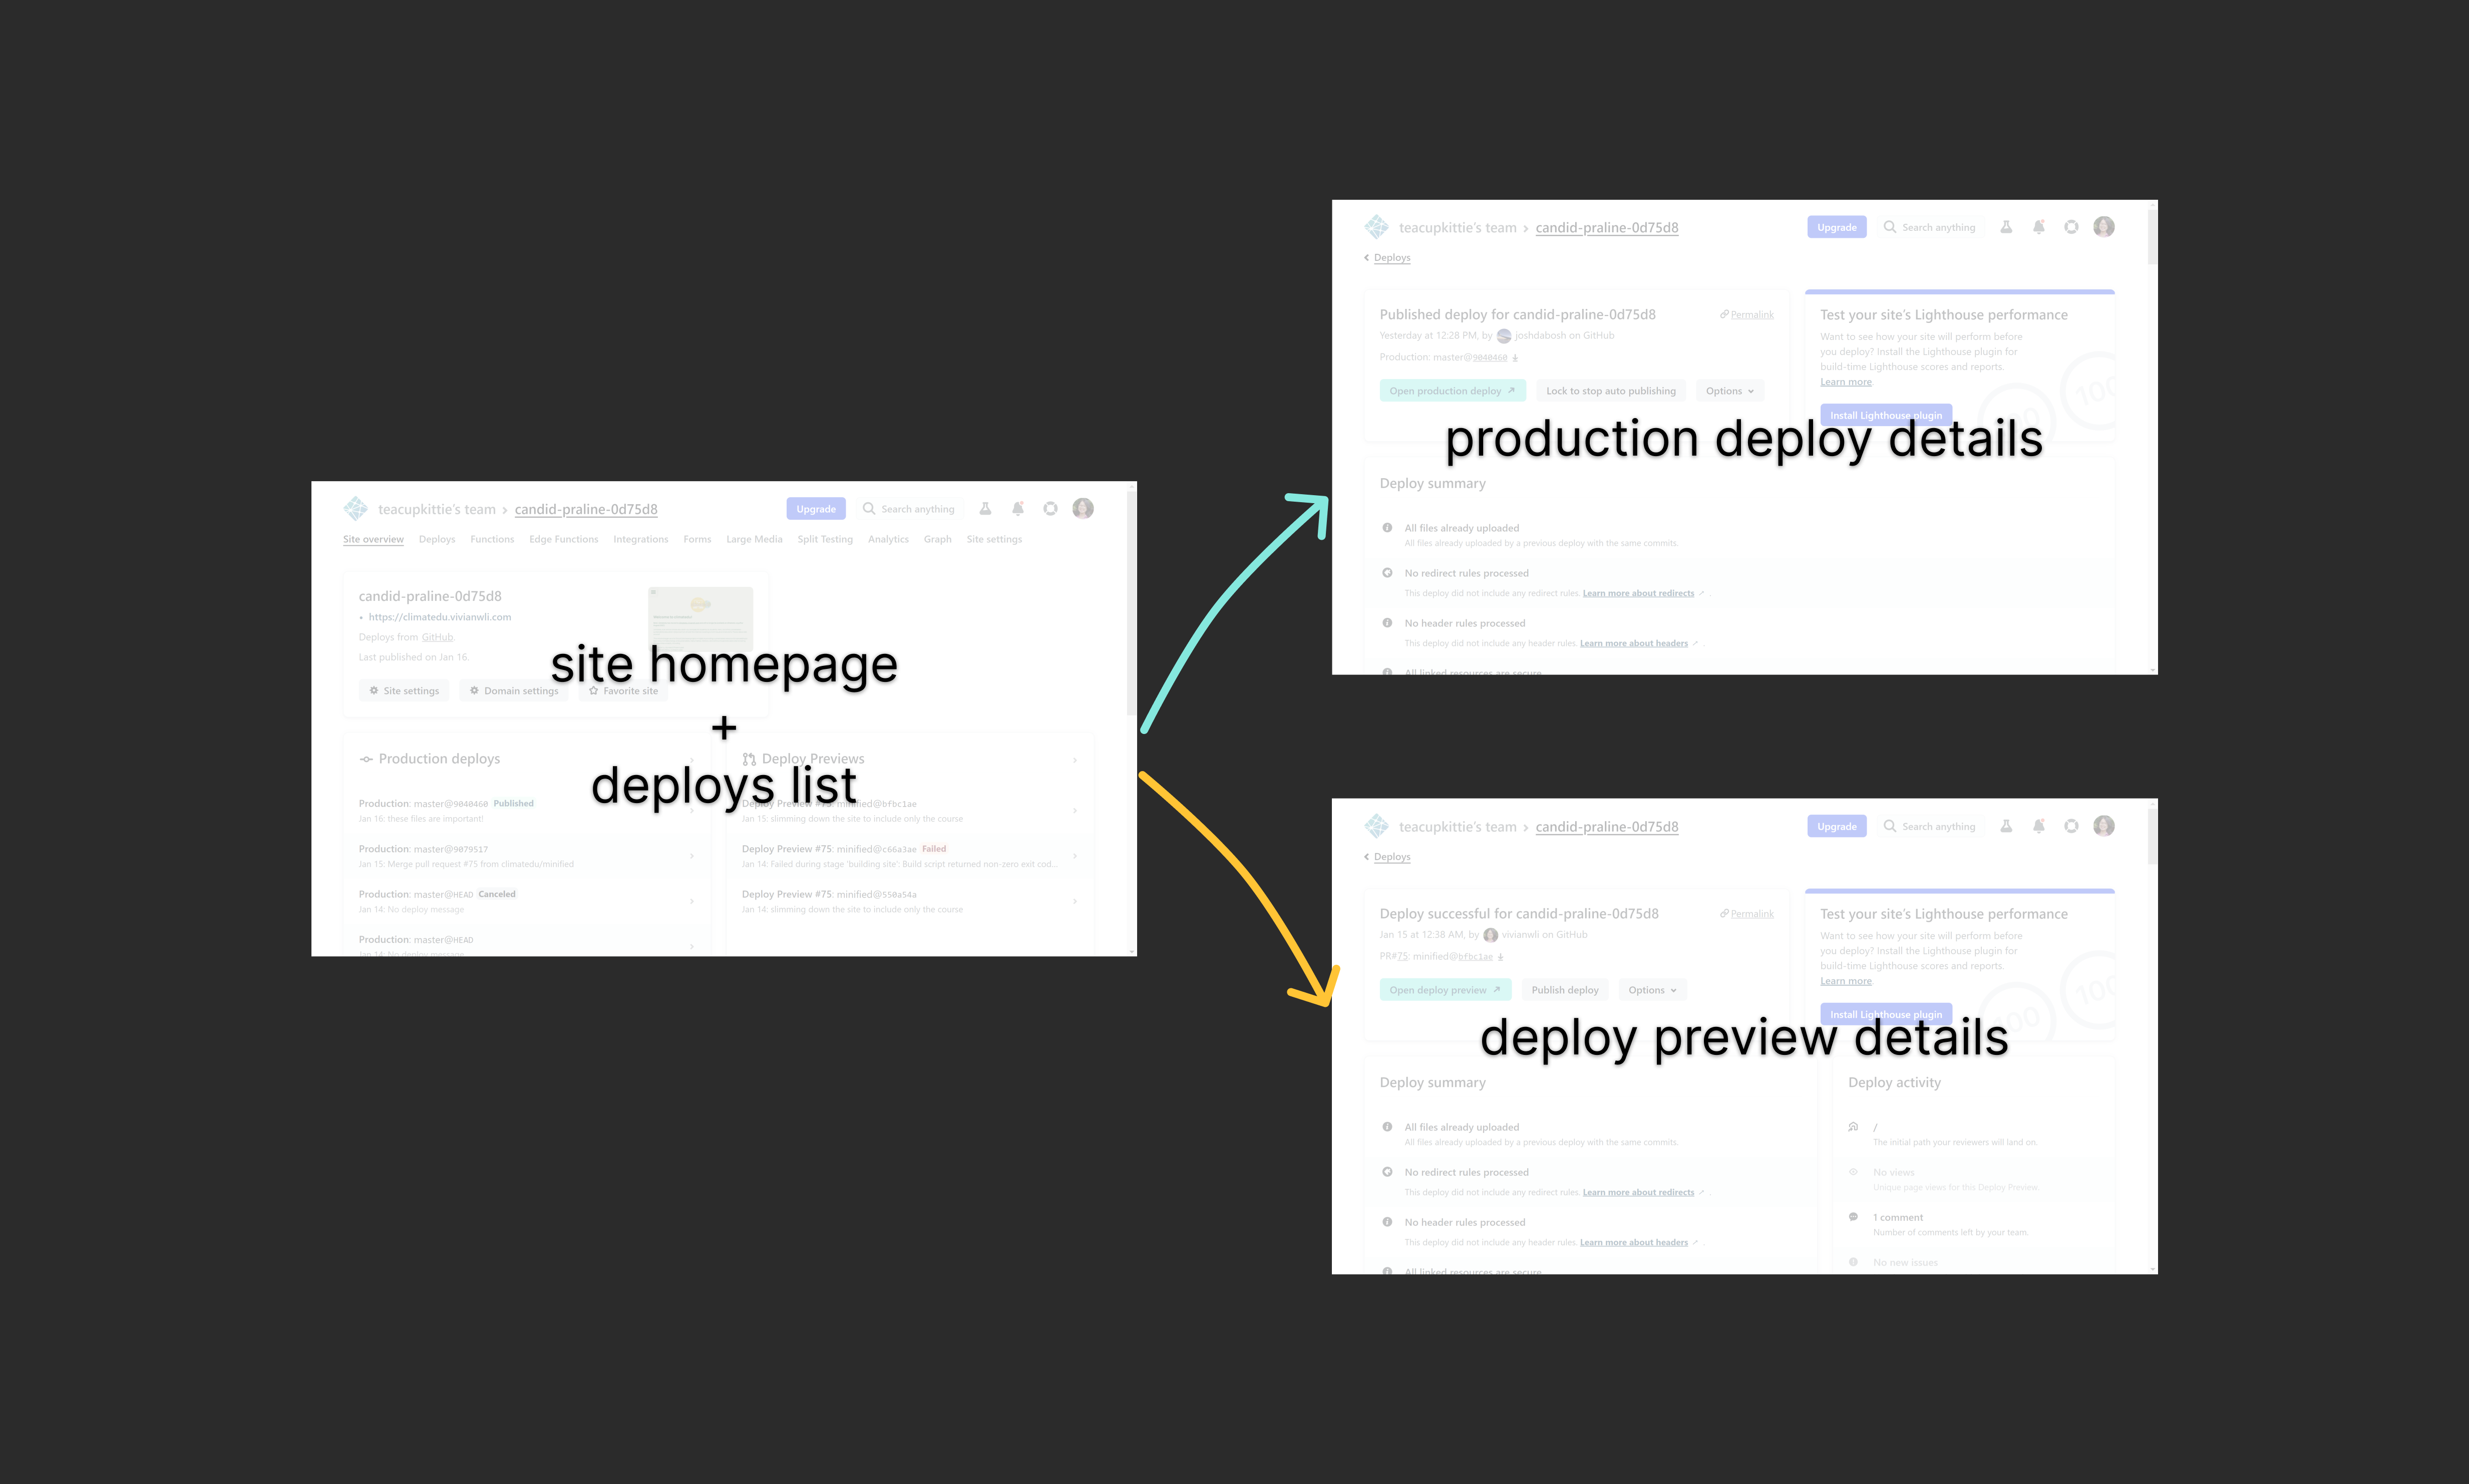 teacupkittie's team › candid-praline-0d75d8
Upgrade
Search anything
Site overview Deploys Functions Edge Functions Integrations Forms Large Media Split Testing Analytics Graph Site settings
candid-praline-0d75d8
• https://climatedu.vivianwli.com
Deploys from GitHub.
Last published on Jan 16.
Site settings
Domain settings
Favorite site
site homepage
+
deploys list
Production deploys
Production: master@9040460 Published
Jan 16: these files are important!
Production: master@9079517
Jan 15: Merge pull request #75 from climatedu/minified
Production: master@HEAD Canceled
Jan 14: No deploy message
Production: master@HEAD
Jan 14: No deploy message
Deploy Previews
Deploy Preview #75: minified@bfbc1ae
Jan 15: slimming down the site to include only the course
Deploy Preview #75: minified@c66a3ae Failed
Jan 14: Failed during stage 'building site': Build script returned non-zero exit cod...
Deploy Preview #75: minified@550a54a
Jan 14: slimming down the site to include only the course
teacupkittie's team › candid-praline-0d75d8
Upgrade
Search anything
Deploys
Published deploy for candid-praline-0d75d8
Permalink
Yesterday at 12:28 PM, by joshdabosh on GitHub
Production: master@9040460
Open production deploy
Lock to stop auto publishing
Options
Test your site's Lighthouse performance
Want to see how your site will perform before
you deploy? Install the Lighthouse plugin for
build-time Lighthouse scores and reports.
Learn more.
Install Lighthouse plugin
100
production deploy details
Deploy summary
All files already uploaded
All files already uploaded by a previous deploy with the same commits.
No redirect rules processed
This deploy did not include any redirect rules. Learn more about redirects ↗ .
No header rules processed
This deploy did not include any header rules. Learn more about headers ↗ .
All linked resources are secure
teacupkittie's team › candid-praline-0d75d8
Upgrade
Search anything
Deploys
Deploy successful for candid-praline-0d75d8
Permalink
Jan 15 at 12:38 AM, by vivianwli on GitHub
PR#75: minified@bfbc1ae
Open deploy preview
Publish deploy
Options
Test your site's Lighthouse performance
Want to see how your site will perform before
you deploy? Install the Lighthouse plugin for
build-time Lighthouse scores and reports.
Learn more.
Install Lighthouse plugin
100
100
deploy preview details
Deploy summary
All files already uploaded
All files already uploaded by a previous deploy with the same commits.
No redirect rules processed
This deploy did not include any redirect rules. Learn more about redirects ↗ .
No header rules processed
This deploy did not include any header rules. Learn more about headers ↗ .
All linked resources are secure
Deploy activity
/
The initial path your reviewers will land on.
No views
Unique page views for this Deploy Preview.
1 comment
Number of comments left by your team.
No new issues